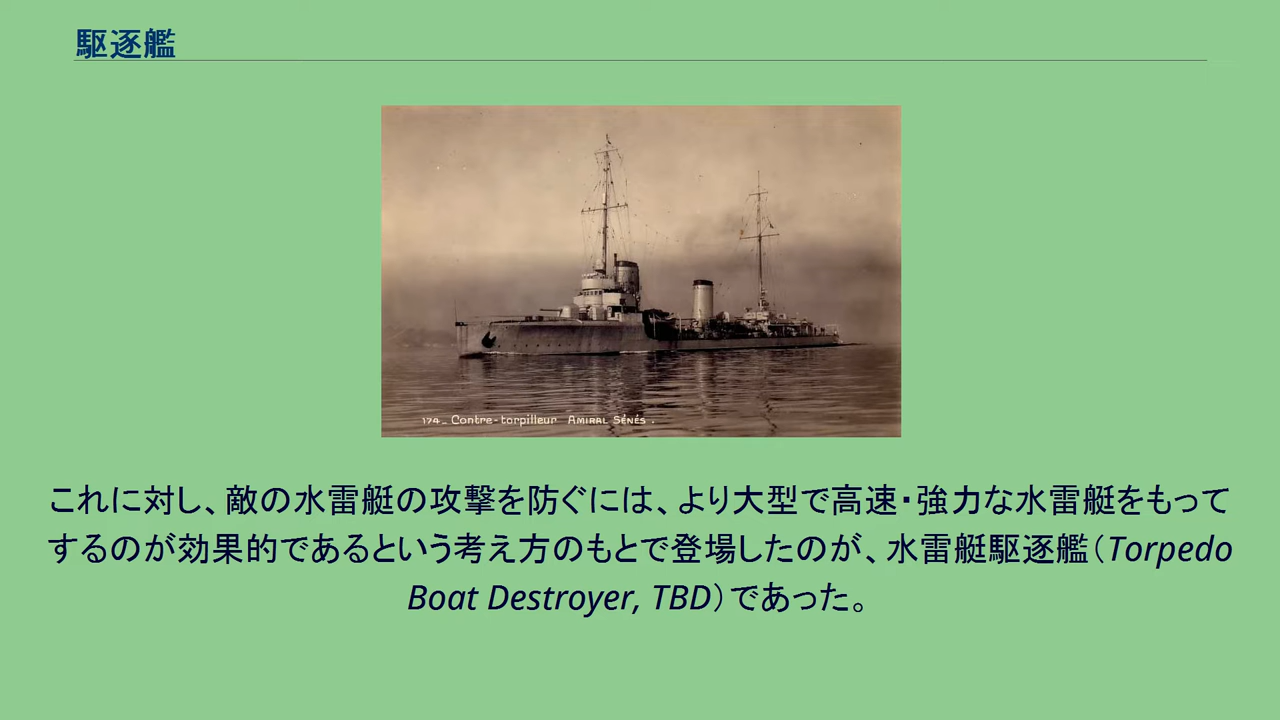 駆逐艦
174_ Contre-torpilleur AMIRAL SÉNÉS .
これに対し、敵の水雷艇の攻撃を防ぐには、より大型で高速・強力な水雷艇をもって
するのが効果的であるという考え方のもとで登場したのが、水雷艇駆逐艦（Torpedo
Boat Destroyer, TBD）であった。